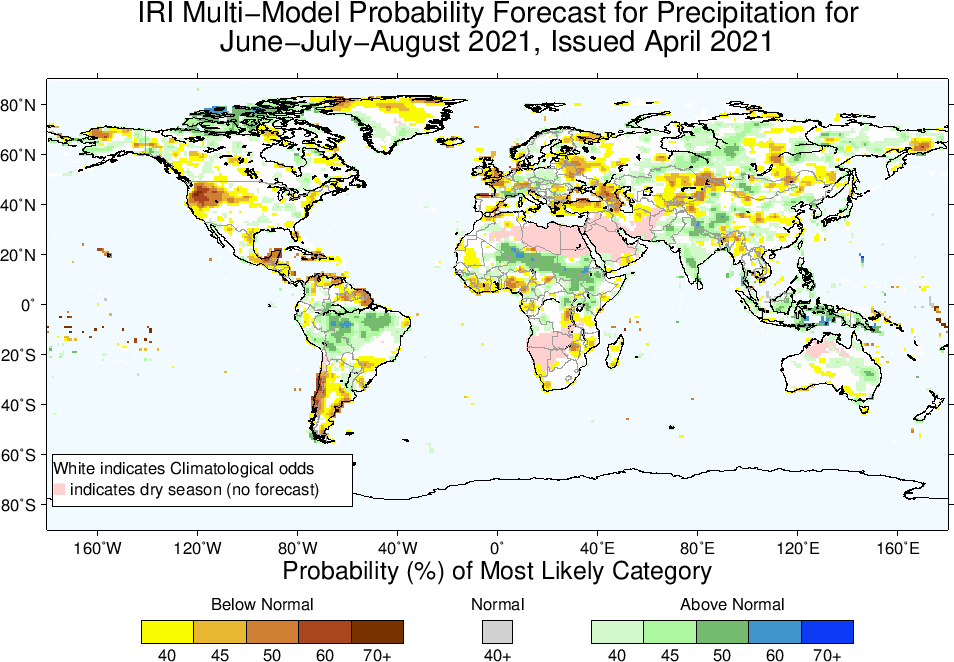 IRI Multi−Model Probability Forecast for Precipitation for
June−July−August 2021, Issued April 2021
80˚N
60˚N
40˚N
20˚N
0˚
20˚S
40˚S
60˚S
80˚S
White indicates Climatological odds
indicates dry season (no forecast)
160˚W 120˚W 80˚W 40˚W 0˚ 40˚E 80˚E 120˚E 160˚E
Probability (%) of Most Likely Category
Below Normal Normal Above Normal
40 45 50 60 70+ 40+ 40 45 50 60 70+